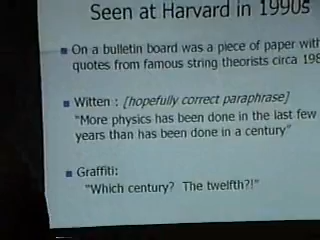 Seen at Harvard in 1990s
On a bulletin board was a piece of paper with
quotes from famous string theorists circa 198
Witten : [hopefully correct paraphrase]
"More physics has been done in the last few
years than has been done in a century"
Graffiti:
"Which century? The twelfth?!"